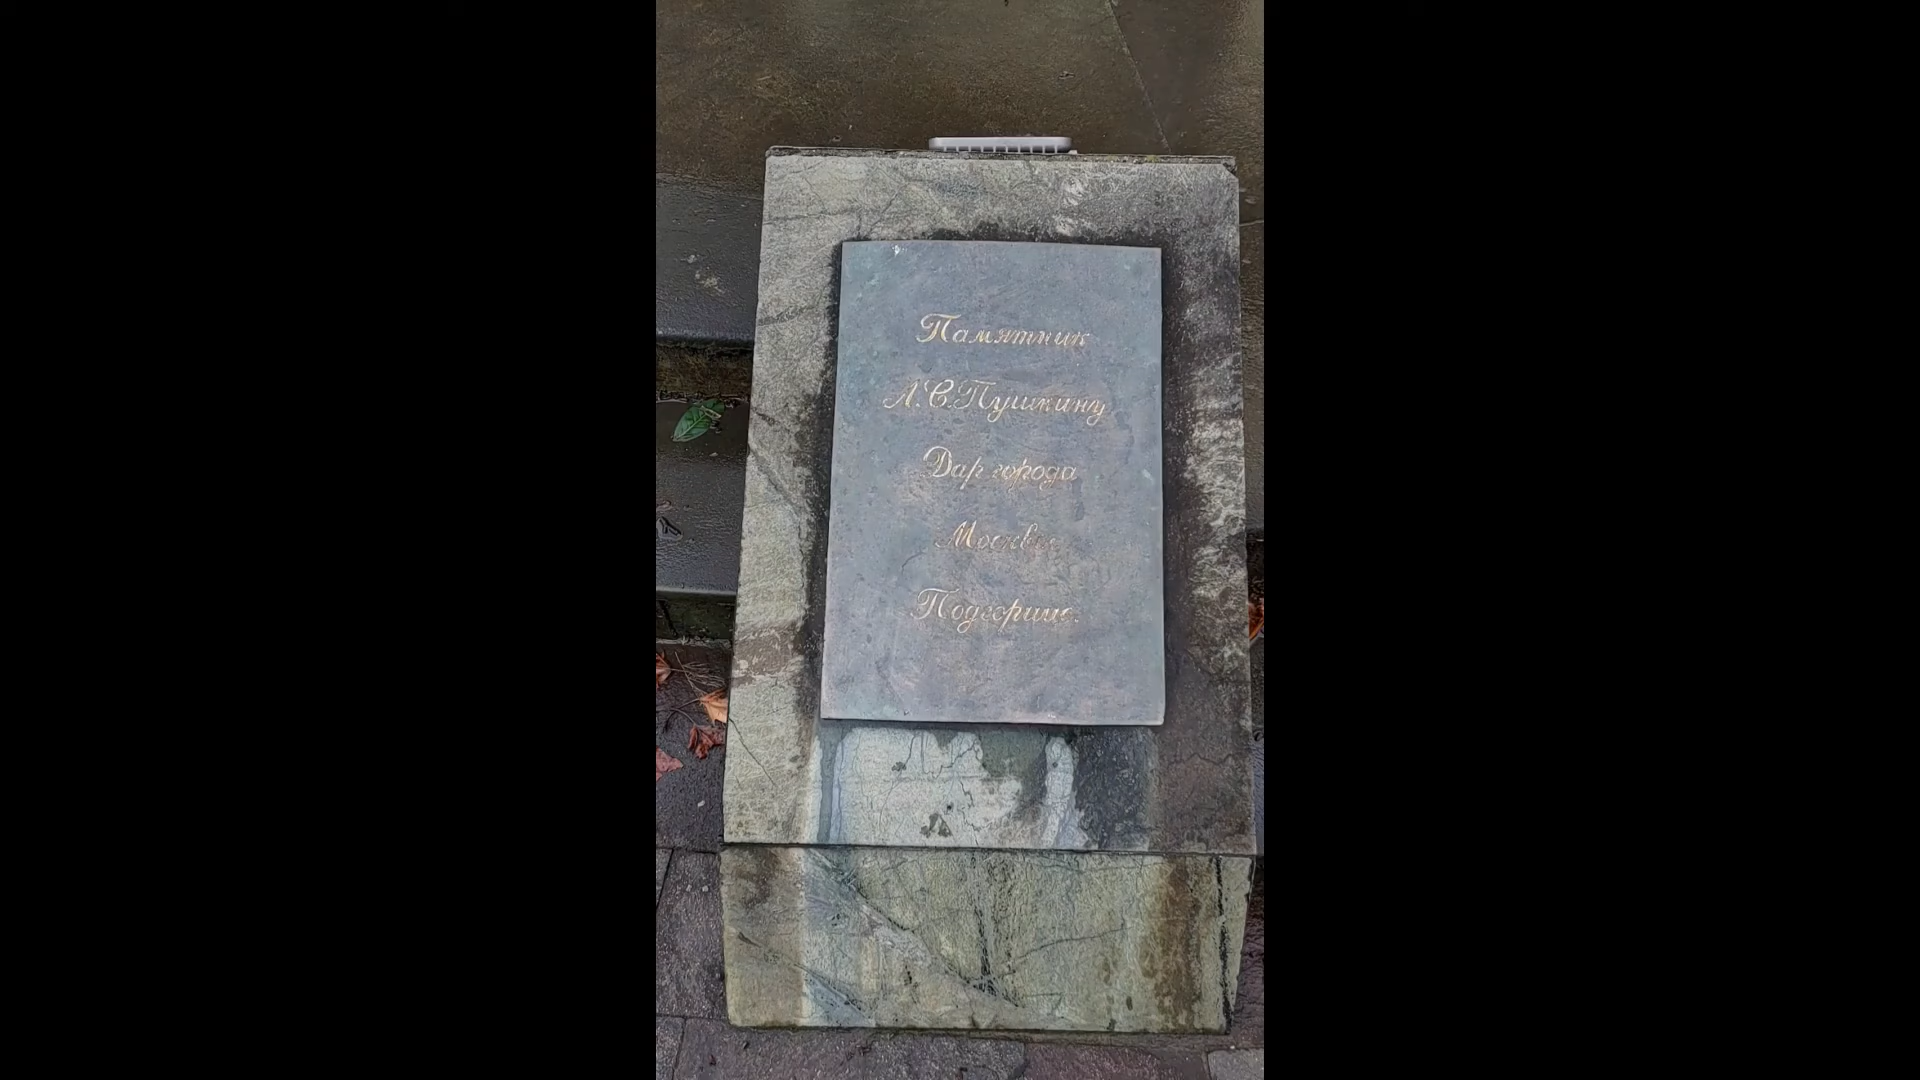 Памятник
А.С.Пушкину
Дар города
Москвы
Подгорице.